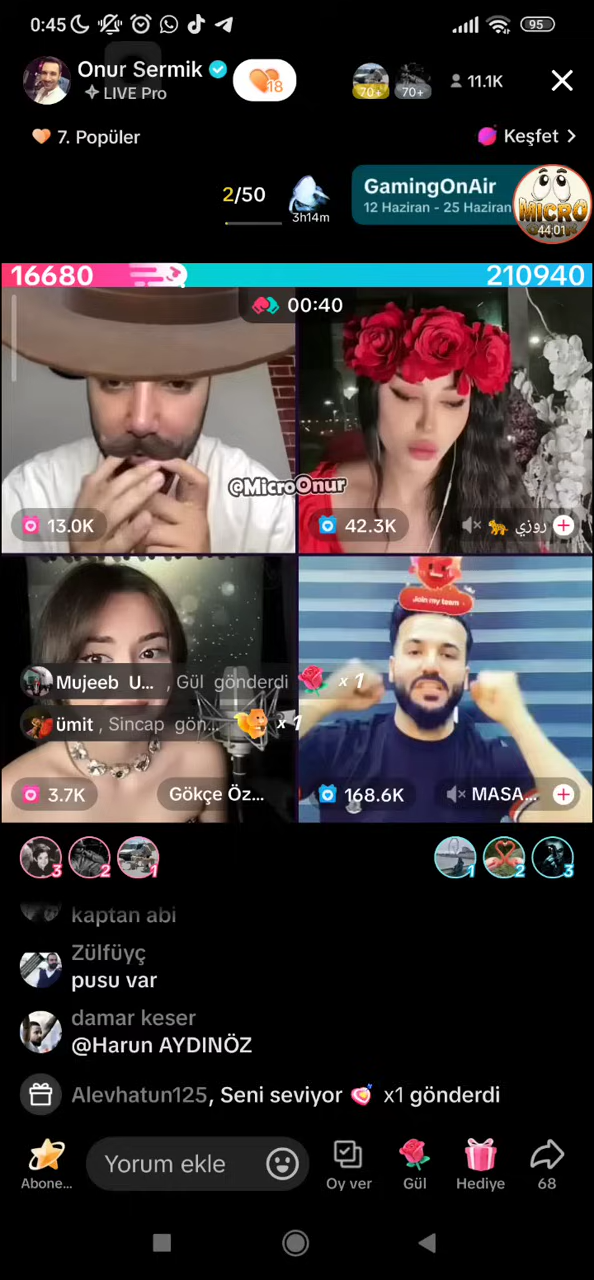 0:45
95
Onur Sermik
LIVE Pro
18
70+
70+
11.1K
7. Popüler
Keşfet
2/50
3h14m
GamingOnAir
12 Haziran - 25 Haziran
MICRO
44:01
16680
210940
00:40
@MicroOnur
13.0K
42.3K
روزي
Join my team
Mujeeb U... , Gül gönderdi x 1
ümit , Sincap gön... x 1
3.7K
Gökçe Öz...
168.6K
MASA...
3
2
1
1
2
3
kaptan abi
Zülfüyç
pusu var
damar keser
@Harun AYDINÖZ
Alevhatun125, Seni seviyor x1 gönderdi
Abone...
Yorum ekle
Oy ver
Gül
Hediye
68